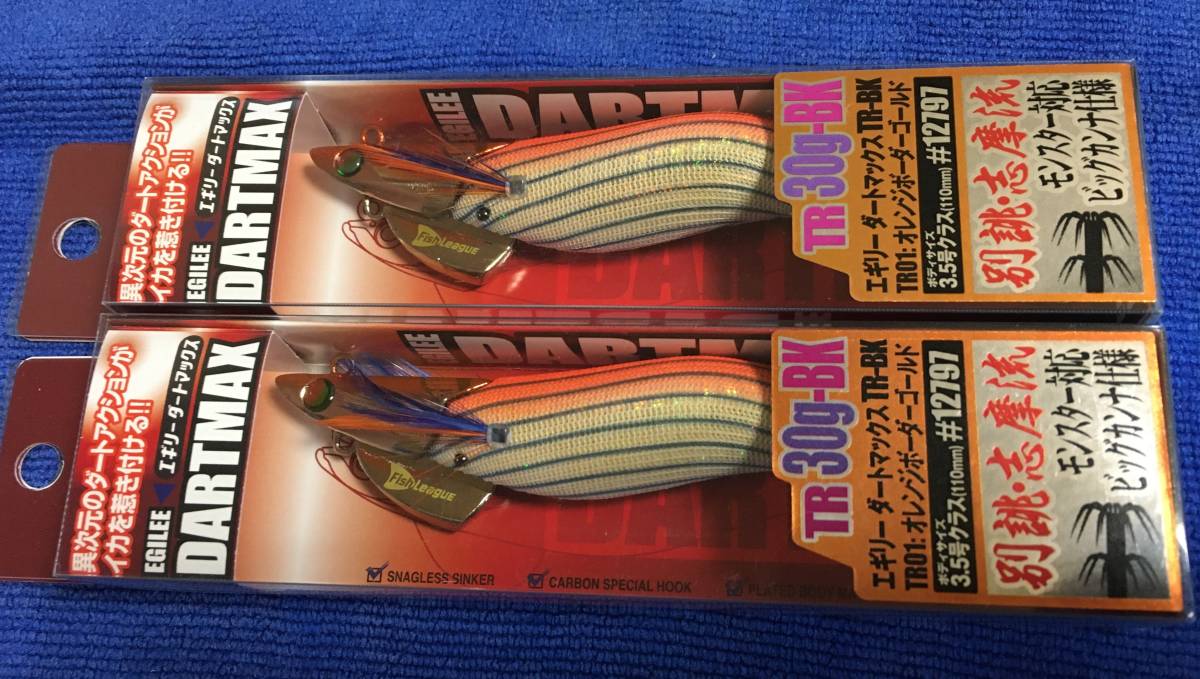 異次元のダートアクションが
イカを惹き付ける!!
EGILEE
エギリーダートマックス
DARTMAX
EGILEE
DARTM
DART
FishLeague
TR 30g-BK
エギリー ダートマックス TR-BK
TR01:オレンジボーダーゴールド
ボディサイズ
3.5号クラス(110mm) #12797
別誂・志摩流
モンスター対応
ビッグカンナ仕様
異次元のダートアクションが
イカを惹き付ける!!
EGILEE
エギリーダートマックス
DARTMAX
EGILEE
DARTM
DAR
FishLeague
SNAGLESS SINKER
CARBON SPECIAL HOOK
PLATED BODY
TR 30g-BK
エギリー ダートマックス TR-BK
TR01:オレンジボーダーゴールド
ボディサイズ
3.5号クラス(110mm) #12797
別誂・志摩流
モンスター対応
ビッグカンナ仕様